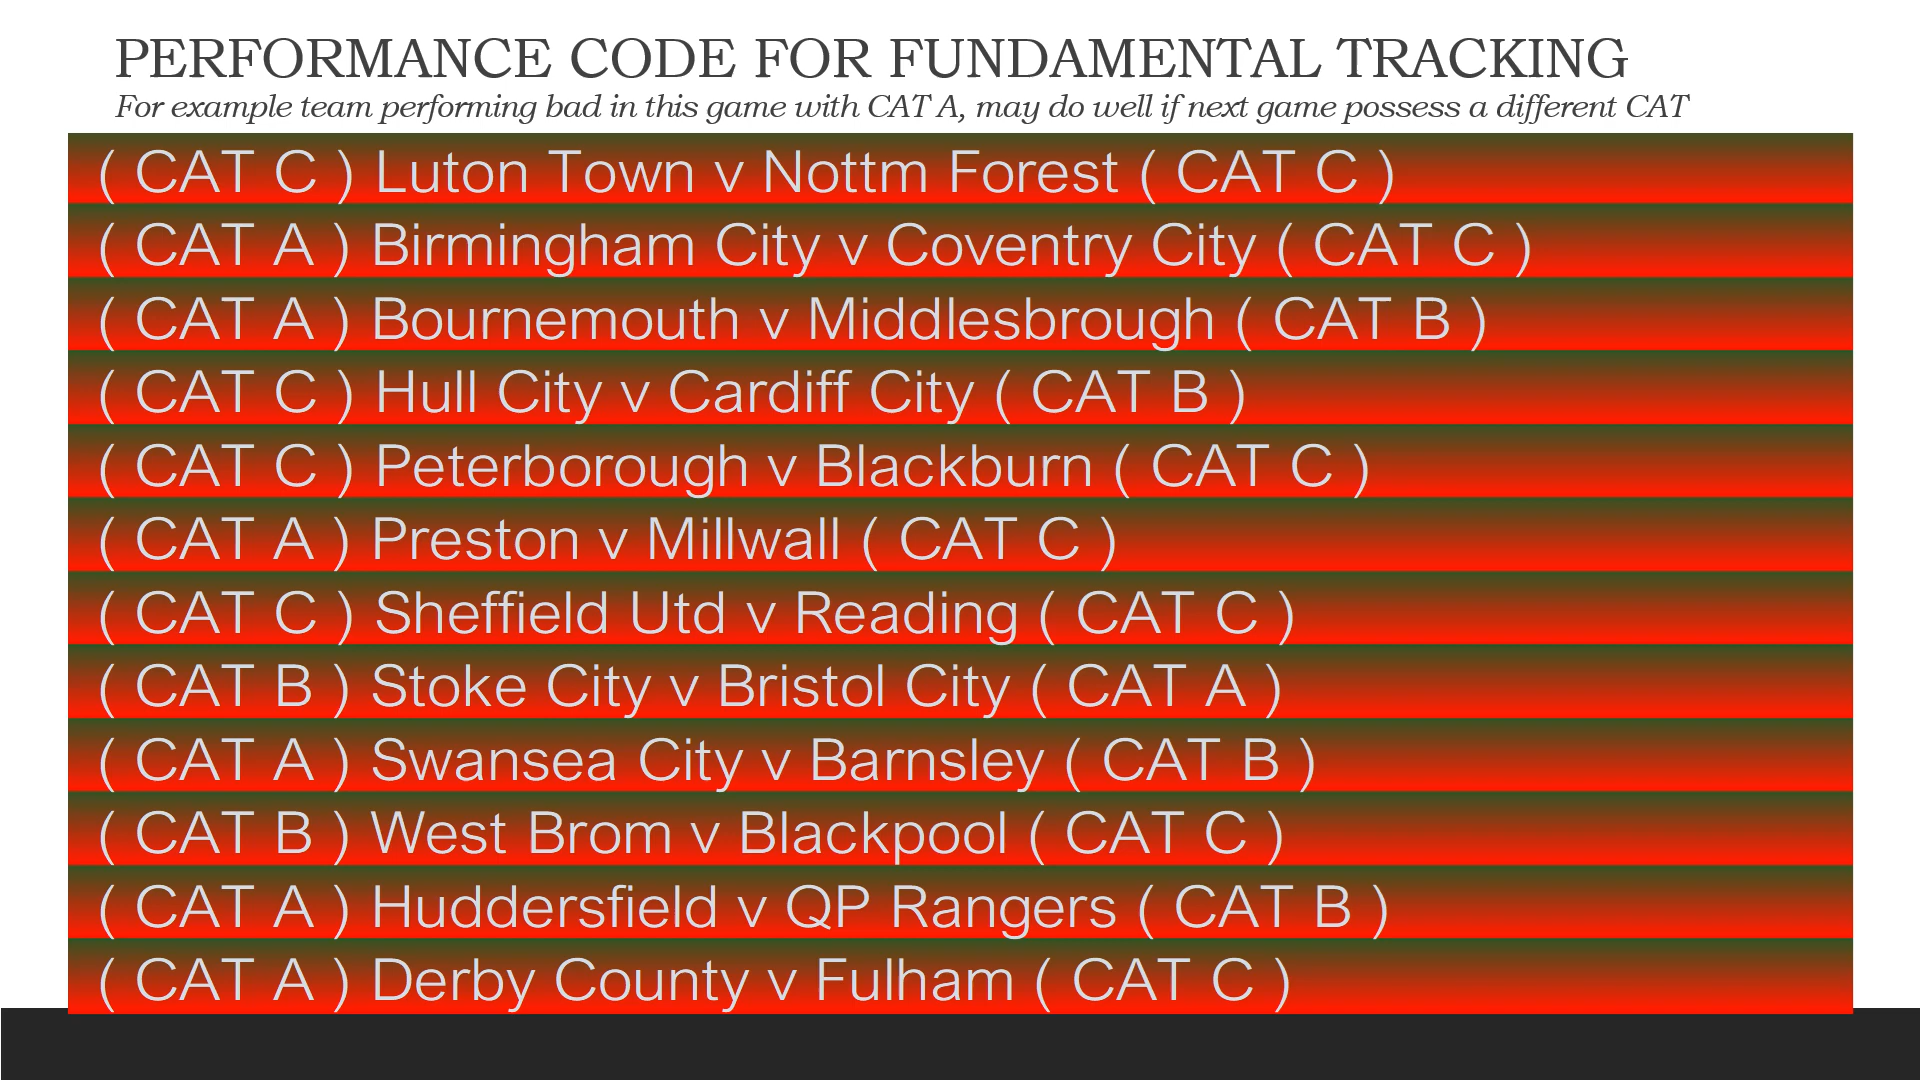 PERFORMANCE CODE FOR FUNDAMENTAL TRACKING
For example team performing bad in this game with CAT A, may do well if next game possess a different CAT
( CAT C ) Luton Town v Nottm Forest ( CAT C )
( CAT A ) Birmingham City v Coventry City ( CAT C )
( CAT A ) Bournemouth v Middlesbrough ( CAT B )
( CAT C ) Hull City v Cardiff City ( CAT B )
( CAT C ) Peterborough v Blackburn ( CAT C )
( CAT A ) Preston v Millwall ( CAT C )
( CAT C ) Sheffield Utd v Reading ( CAT C )
( CAT B ) Stoke City v Bristol City ( CAT A )
( CAT A ) Swansea City v Barnsley ( CAT B )
( CAT B ) West Brom v Blackpool ( CAT C )
( CAT A ) Huddersfield v QP Rangers ( CAT B )
( CAT A ) Derby County v Fulham ( CAT C )